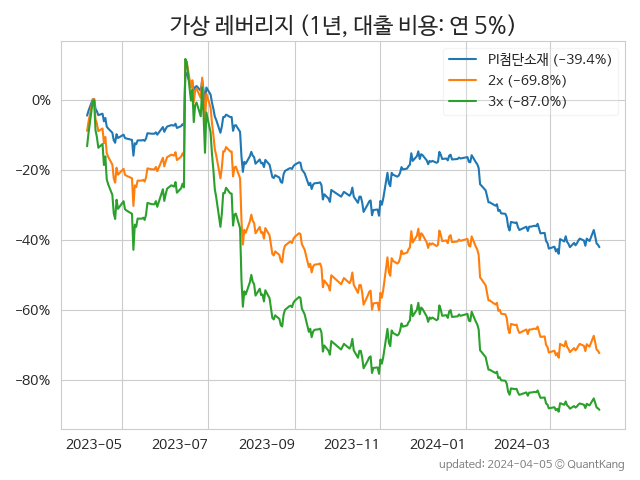 가상 레버리지 (1년, 대출 비용: 연 5%)
PI첨단소재 (−39.4%)
2x (−69.8%)
3x (−87.0%)
0%
−20%
−40%
−60%
−80%
2023-05 2023-07 2023-09 2023-11 2024-01 2024-03
updated: 2024-04-05 © QuantKang